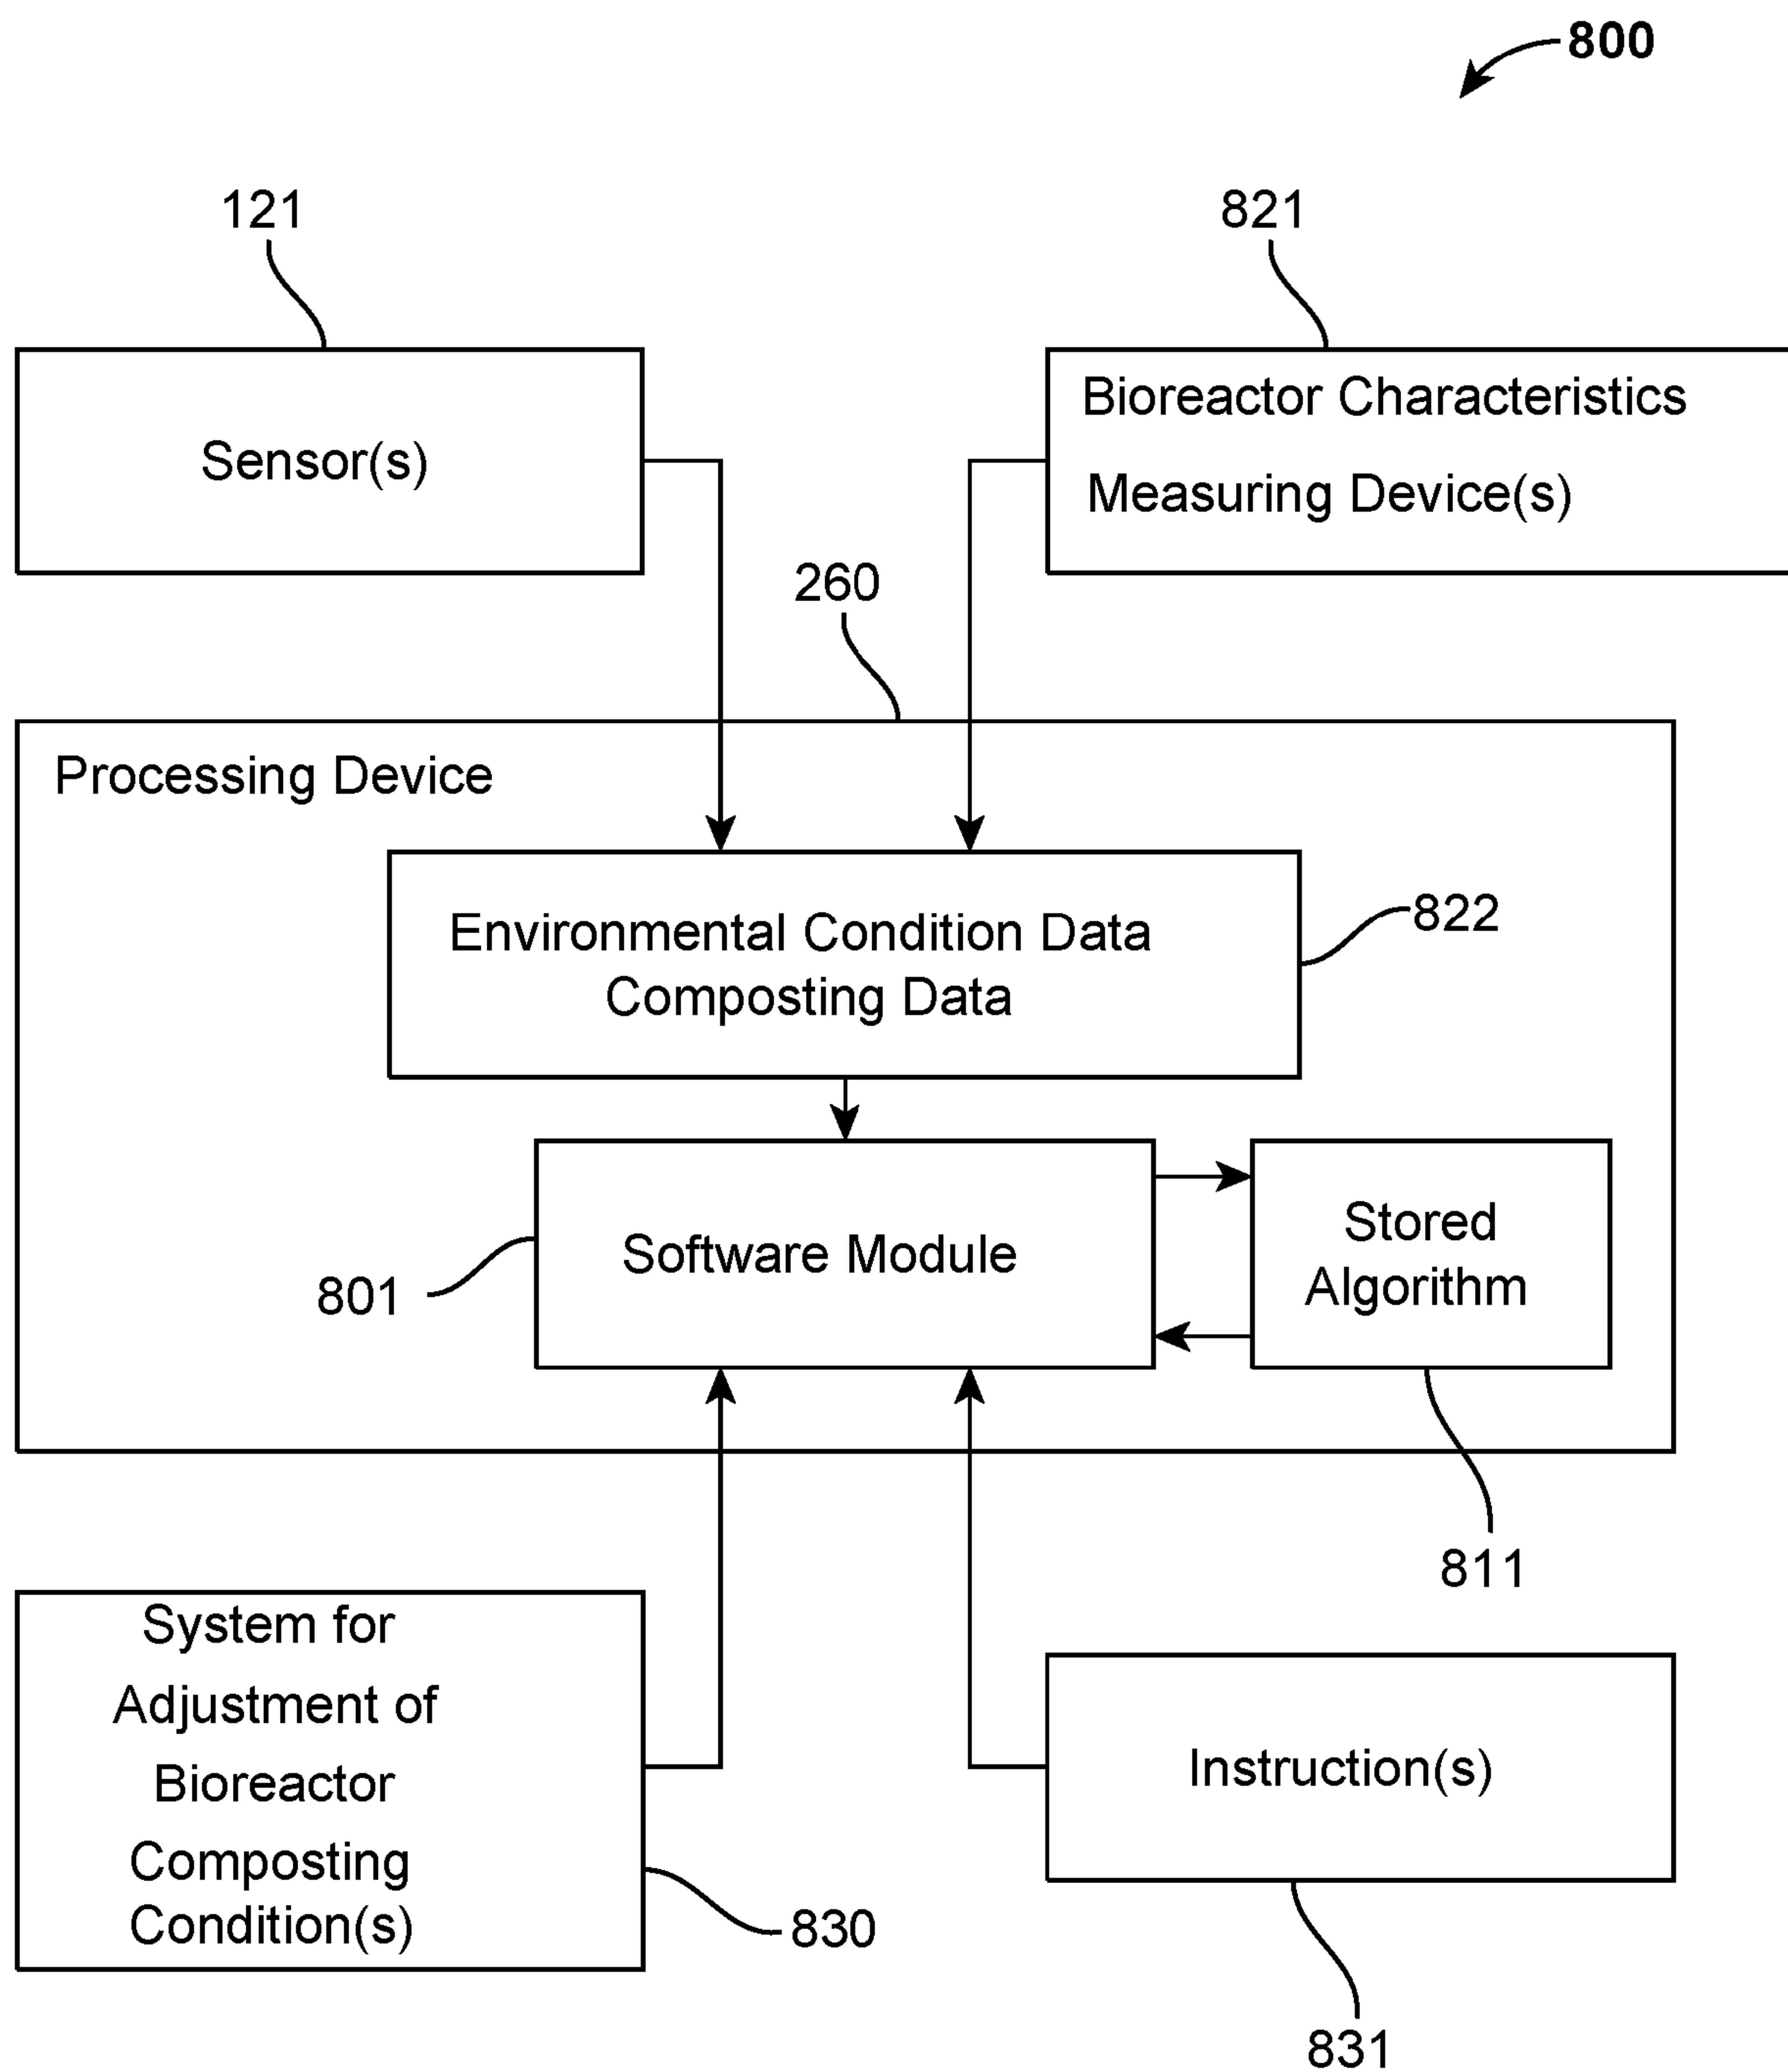 800
121
821
Sensor(s)
Bioreactor Characteristics
Measuring Device(s)
260
Processing Device
Environmental Condition Data
Composting Data
822
Software Module
Stored
Algorithm
801
811
System for
Adjustment of
Bioreactor
Composting
Condition(s)
830
Instruction(s)
831